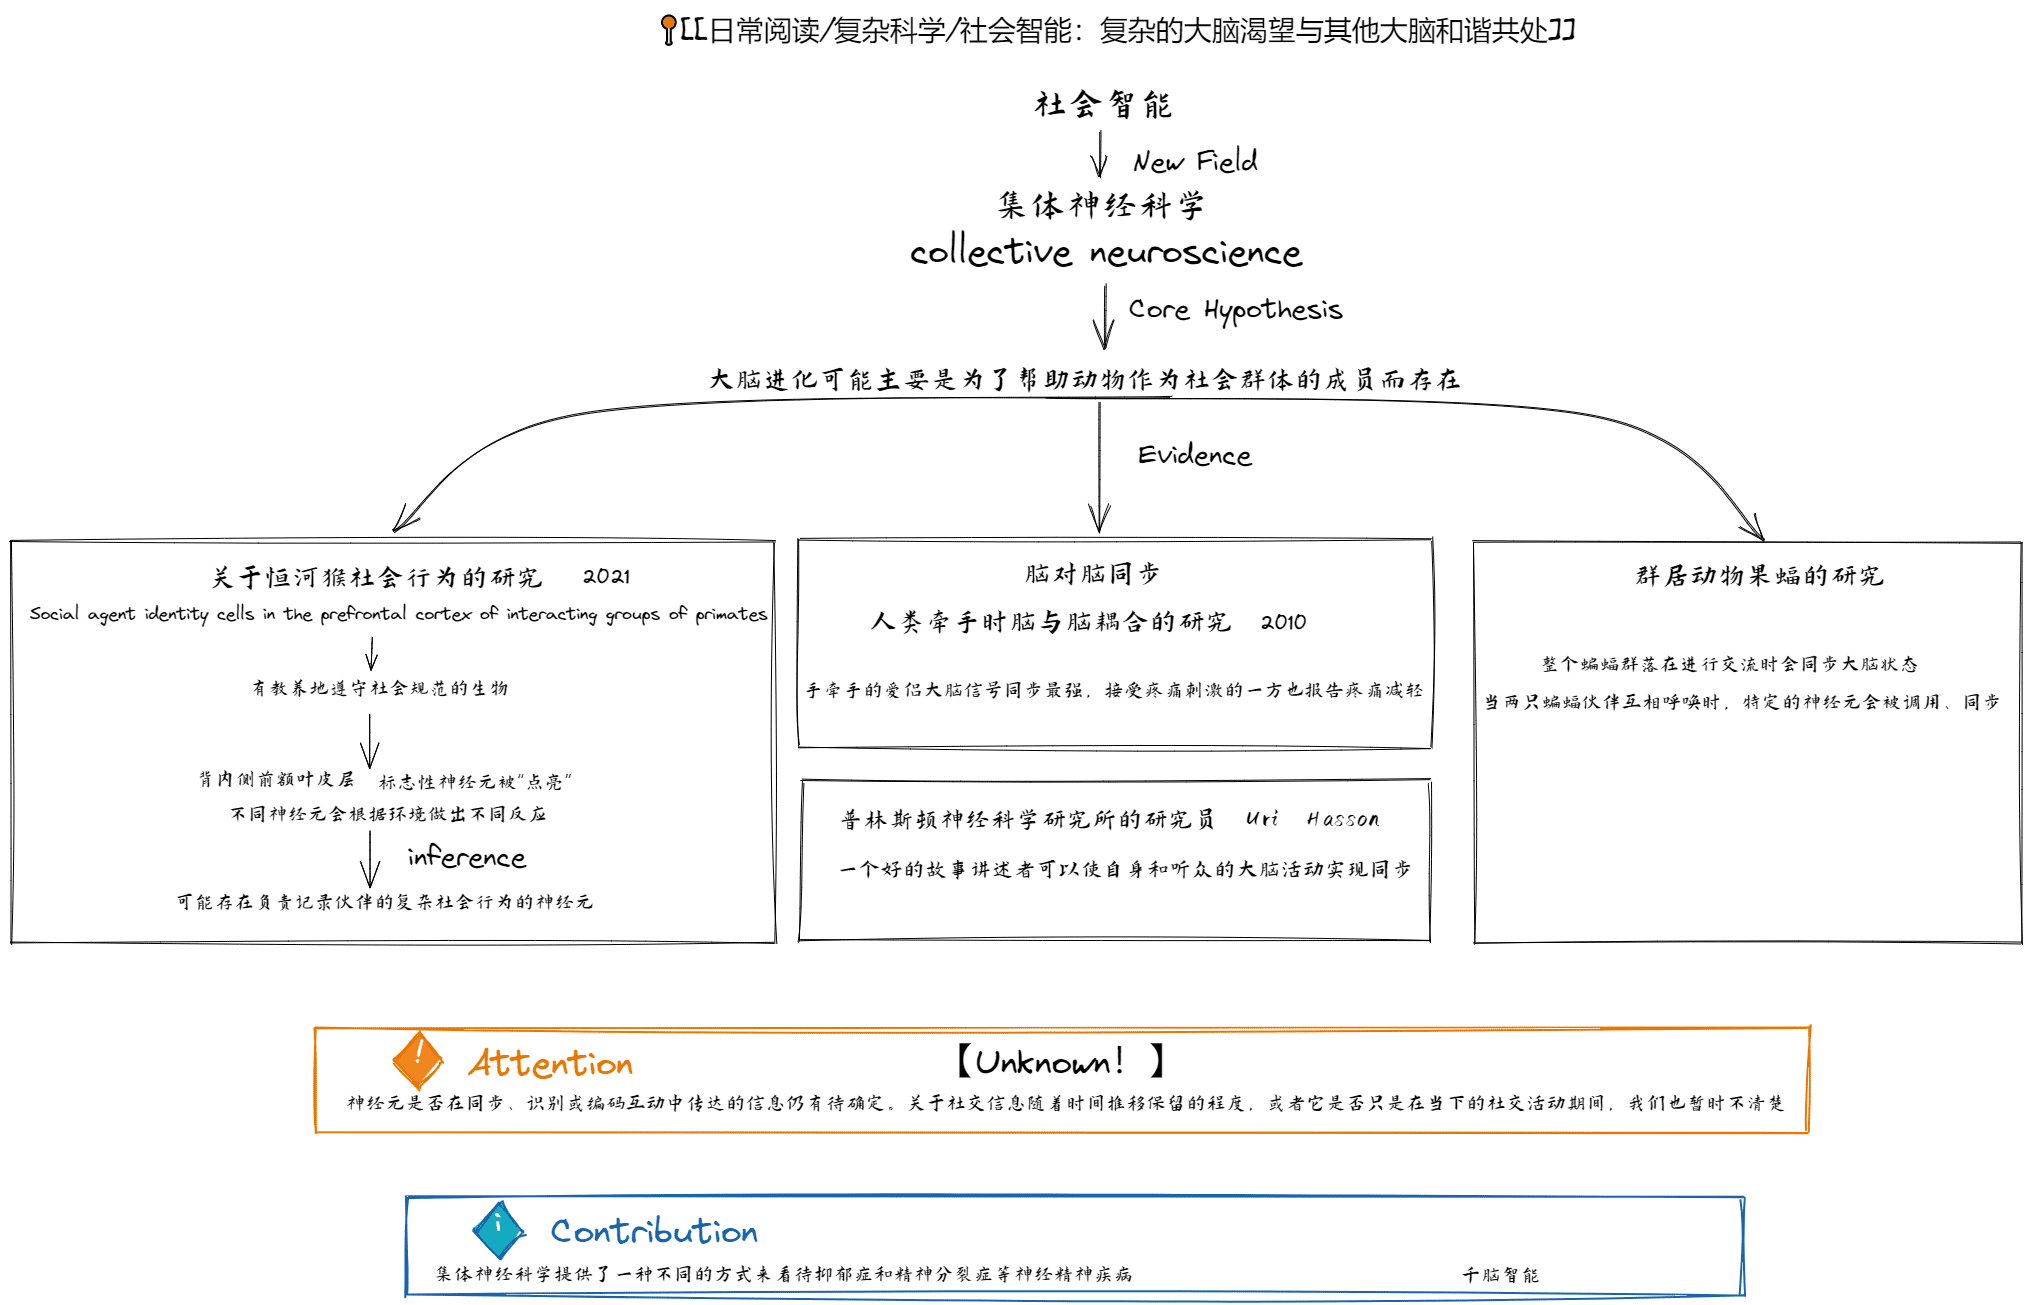 [[日常阅读/复杂科学/社会智能：复杂的大脑渴望与其他大脑和谐共处]]
社会智能
New Field
集体神经科学
collective neuroscience
Core Hypothesis
大脑进化可能主要是为了帮助动物作为社会群体的成员而存在
Evidence
关于恒河猴社会行为的研究 2021
Social agent identity cells in the prefrontal cortex of interacting groups of primates
有教养地遵守社会规范的生物
背内侧前额叶皮层 标志性神经元被“点亮”
不同神经元会根据环境做出不同反应
inference
可能存在负责记录伙伴的复杂社会行为的神经元
脑对脑同步
人类牵手时脑与脑耦合的研究 2010
手牵手的爱侣大脑信号同步最强，接受疼痛刺激的一方也报告疼痛减轻
普林斯顿神经科学研究所的研究员 Uri Hasson
一个好的故事讲述者可以使自身和听众的大脑活动实现同步
群居动物果蝠的研究
整个蝙蝠群落在进行交流时会同步大脑状态
当两只蝙蝠伙伴互相呼唤时，特定的神经元会被调用、同步
! Attention 【Unknown！】
神经元是否在同步、识别或编码互动中传达的信息仍有待确定。关于社交信息随着时间推移保留的程度，或者它是否只是在当下的社交活动期间，我们也暂时不清楚
i Contribution
集体神经科学提供了一种不同的方式来看待抑郁症和精神分裂症等神经精神疾病 千脑智能